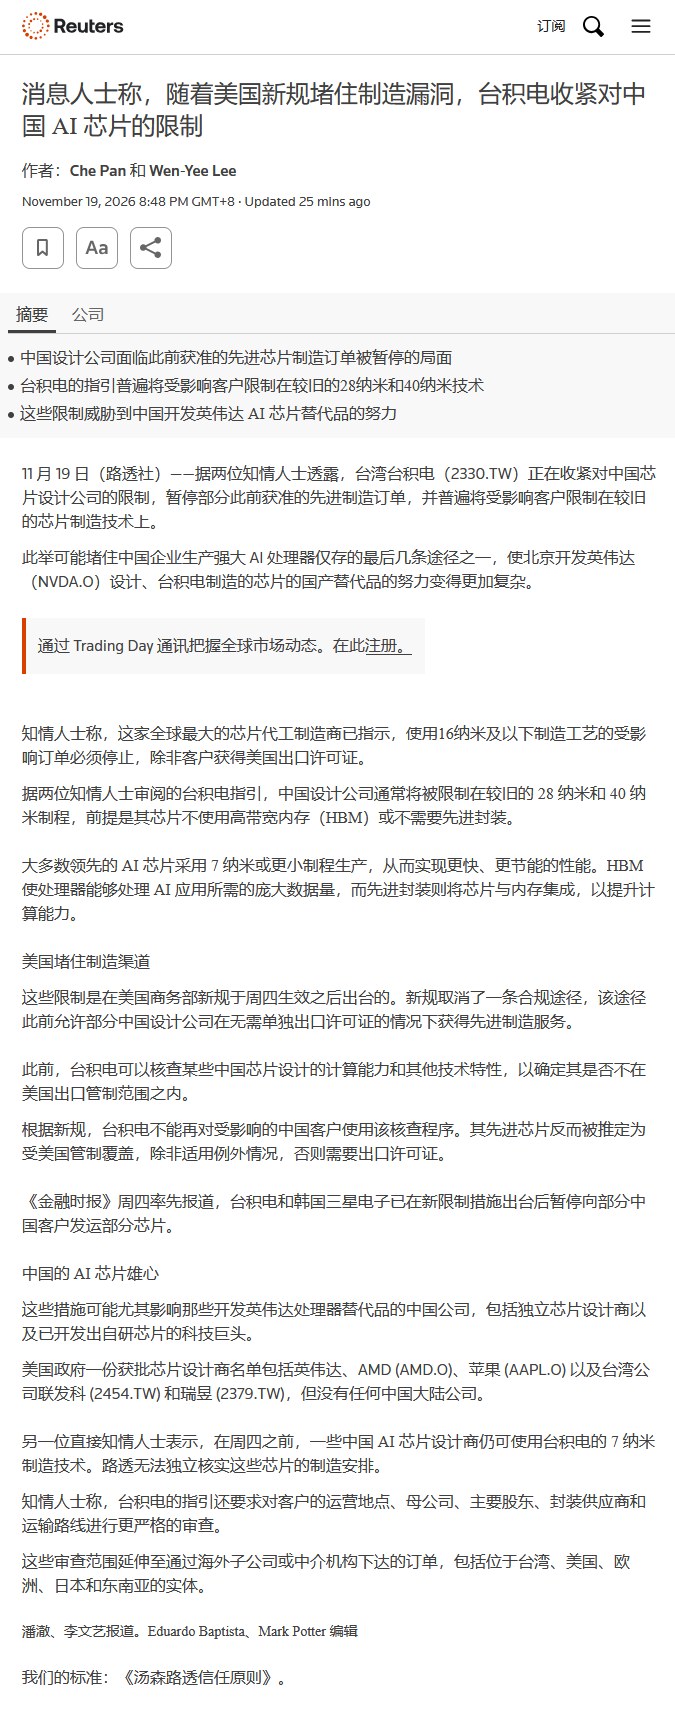 Reuters
订阅
消息人士称，随着美国新规堵住制造漏洞，台积电收紧对中
国 AI 芯片的限制
作者：Che Pan 和 Wen-Yee Lee
November 19, 2026 8:48 PM GMT+8 · Updated 25 mins ago
Aa
摘要 公司
• 中国设计公司面临此前获准的先进芯片制造订单被暂停的局面
• 台积电的指引普遍将受影响客户限制在较旧的28纳米和40纳米技术
• 这些限制威胁到中国开发英伟达 AI 芯片替代品的努力
11 月 19 日（路透社）——据两位知情人士透露，台湾台积电（2330.TW）正在收紧对中国芯
片设计公司的限制，暂停部分此前获准的先进制造订单，并普遍将受影响客户限制在较旧
的芯片制造技术上。
此举可能堵住中国企业生产强大 AI 处理器仅存的最后几条途径之一，使北京开发英伟达
（NVDA.O）设计、台积电制造的芯片的国产替代品的努力变得更加复杂。
通过 Trading Day 通讯把握全球市场动态。在此注册。
知情人士称，这家全球最大的芯片代工制造商已指示，使用16纳米及以下制造工艺的受影
响订单必须停止，除非客户获得美国出口许可证。
据两位知情人士审阅的台积电指引，中国设计公司通常将被限制在较旧的 28 纳米和 40 纳
米制程，前提是其芯片不使用高带宽内存（HBM）或不需要先进封装。
大多数领先的 AI 芯片采用 7 纳米或更小制程生产，从而实现更快、更节能的性能。HBM
使处理器能够处理 AI 应用所需的庞大数据量，而先进封装则将芯片与内存集成，以提升计
算能力。
美国堵住制造渠道
这些限制是在美国商务部新规于周四生效之后出台的。新规取消了一条合规途径，该途径
此前允许部分中国设计公司在无需单独出口许可证的情况下获得先进制造服务。
此前，台积电可以核查某些中国芯片设计的计算能力和其他技术特性，以确定其是否不在
美国出口管制范围之内。
根据新规，台积电不能再对受影响的中国客户使用该核查程序。其先进芯片反而被推定为
受美国管制覆盖，除非适用例外情况，否则需要出口许可证。
《金融时报》周四率先报道，台积电和韩国三星电子已在新限制措施出台后暂停向部分中
国客户发运部分芯片。
中国的 AI 芯片雄心
这些措施可能尤其影响那些开发英伟达处理器替代品的中国公司，包括独立芯片设计商以
及已开发出自研芯片的科技巨头。
美国政府一份获批芯片设计商名单包括英伟达、AMD (AMD.O)、苹果 (AAPL.O) 以及台湾公
司联发科 (2454.TW) 和瑞昱 (2379.TW)，但没有任何中国大陆公司。
另一位直接知情人士表示，在周四之前，一些中国 AI 芯片设计商仍可使用台积电的 7 纳米
制造技术。路透无法独立核实这些芯片的制造安排。
知情人士称，台积电的指引还要求对客户的运营地点、母公司、主要股东、封装供应商和
运输路线进行更严格的审查。
这些审查范围延伸至通过海外子公司或中介机构下达的订单，包括位于台湾、美国、欧
洲、日本和东南亚的实体。
潘澈、李文艺报道。Eduardo Baptista、Mark Potter 编辑
我们的标准：《汤森路透信任原则》。